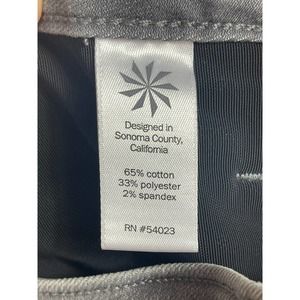 Designed in
Sonoma County,
California
65% cotton
33% polyester
2% spandex
RN #54023